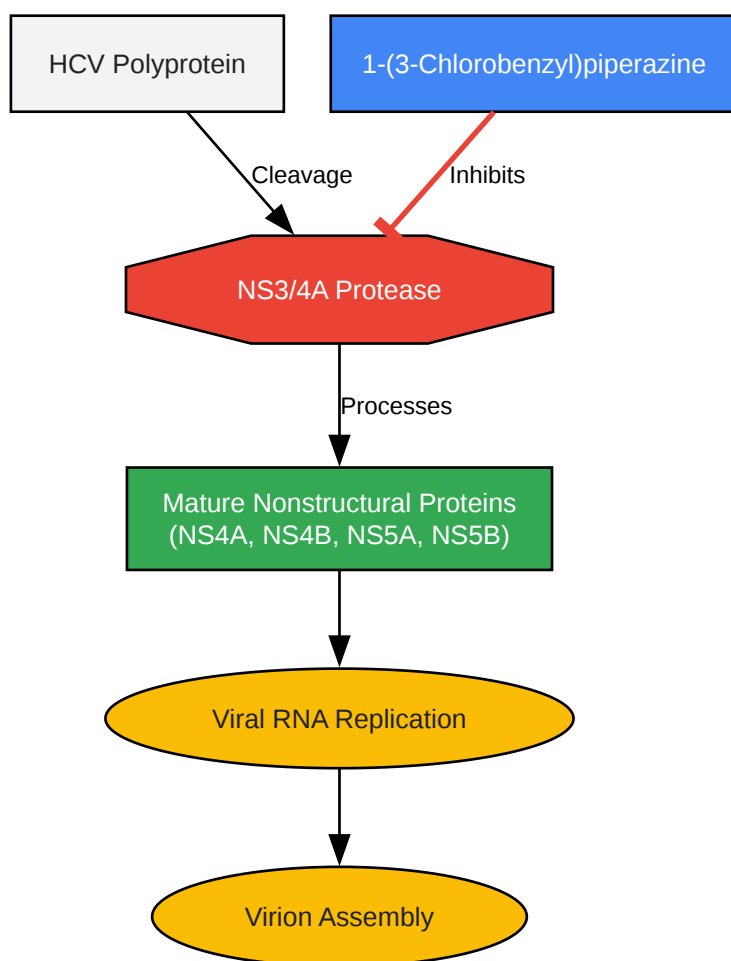 HCV Polyprotein
1-(3-Chlorobenzyl)piperazine
Cleavage
Inhibits
NS3/4A Protease
Processes
Mature Nonstructural Proteins
(NS4A, NS4B, NS5A, NS5B)
Viral RNA Replication
Virion Assembly